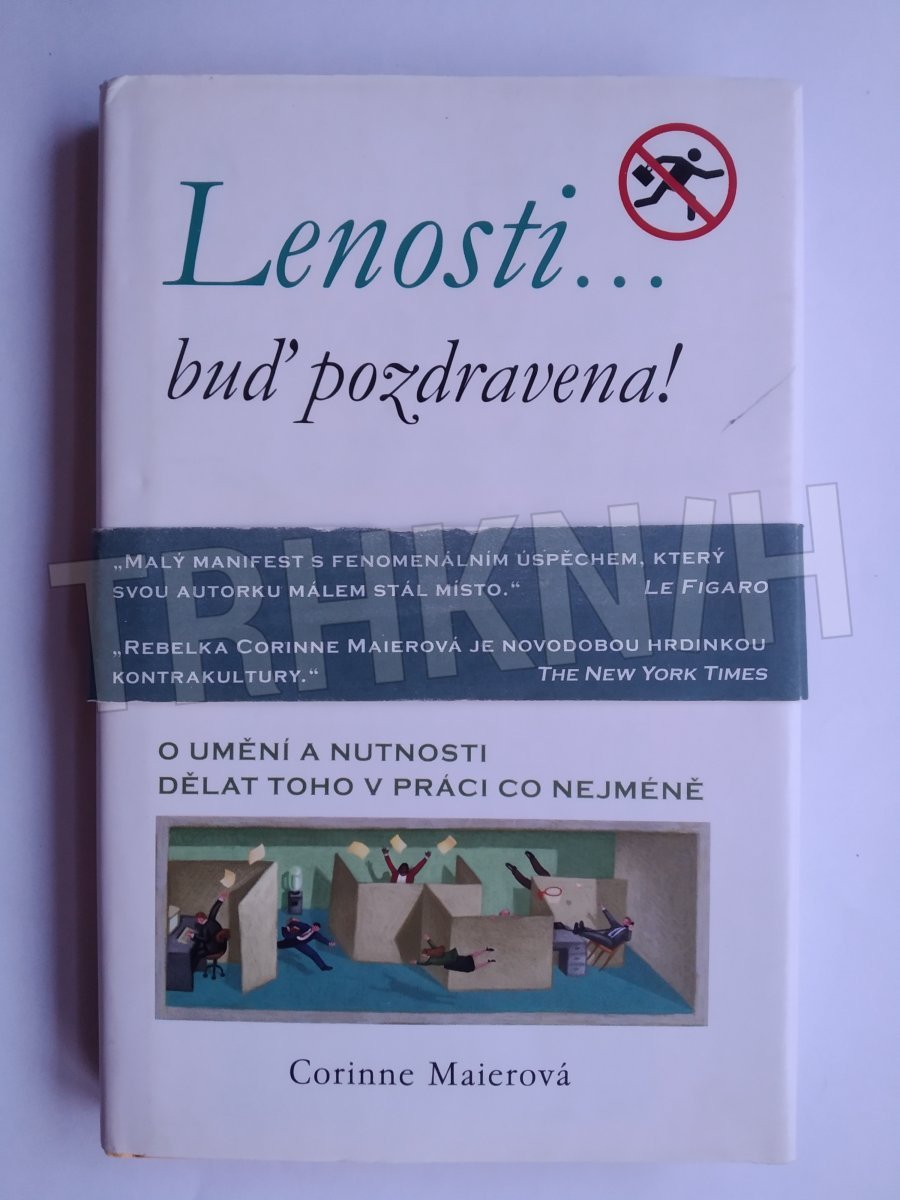 Lenosti...
buď pozdravena!
„MALÝ MANIFEST S FENOMENÁLNÍM ÚSPĚCHEM, KTERÝ
SVOU AUTORKU MÁLEM STÁL MÍSTO.“ LE FIGARO
„REBELKA CORINNE MAIEROVÁ JE NOVODOBOU HRDINKOU
KONTRAKULTURY.“ THE NEW YORK TIMES
TRHKNIH
O UMĚNÍ A NUTNOSTI
DĚLAT TOHO V PRÁCI CO NEJMÉNĚ
Corinne Maierová